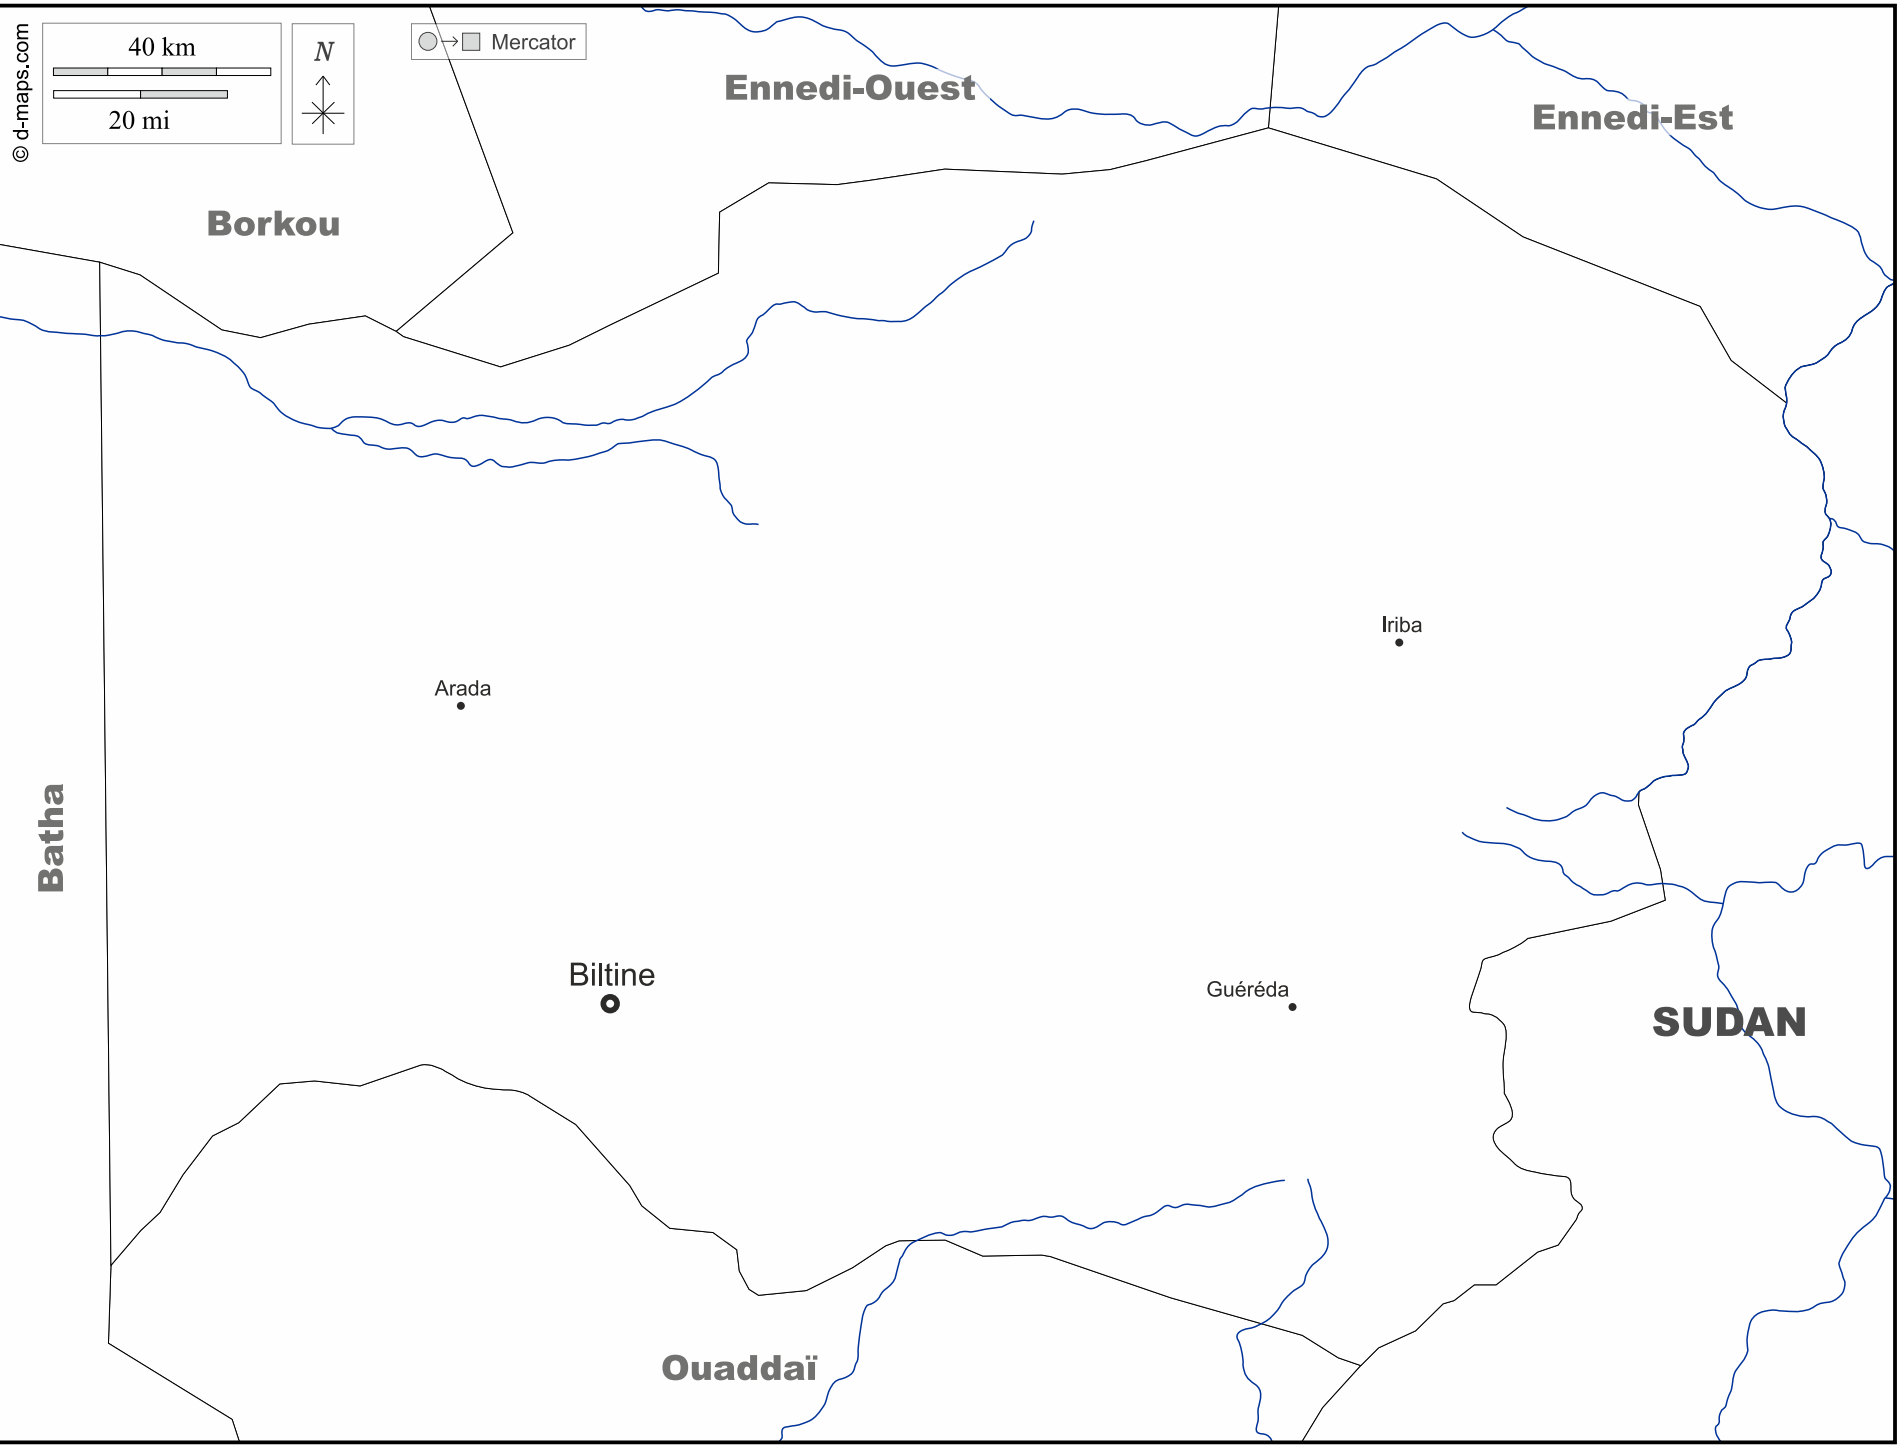 © d-maps.com
40 km
20 mi
N
Mercator
Ennedi-Ouest
Ennedi-Est
Borkou
Iriba
Arada
Batha
Biltine
Guéréda
SUDAN
Ouaddaï